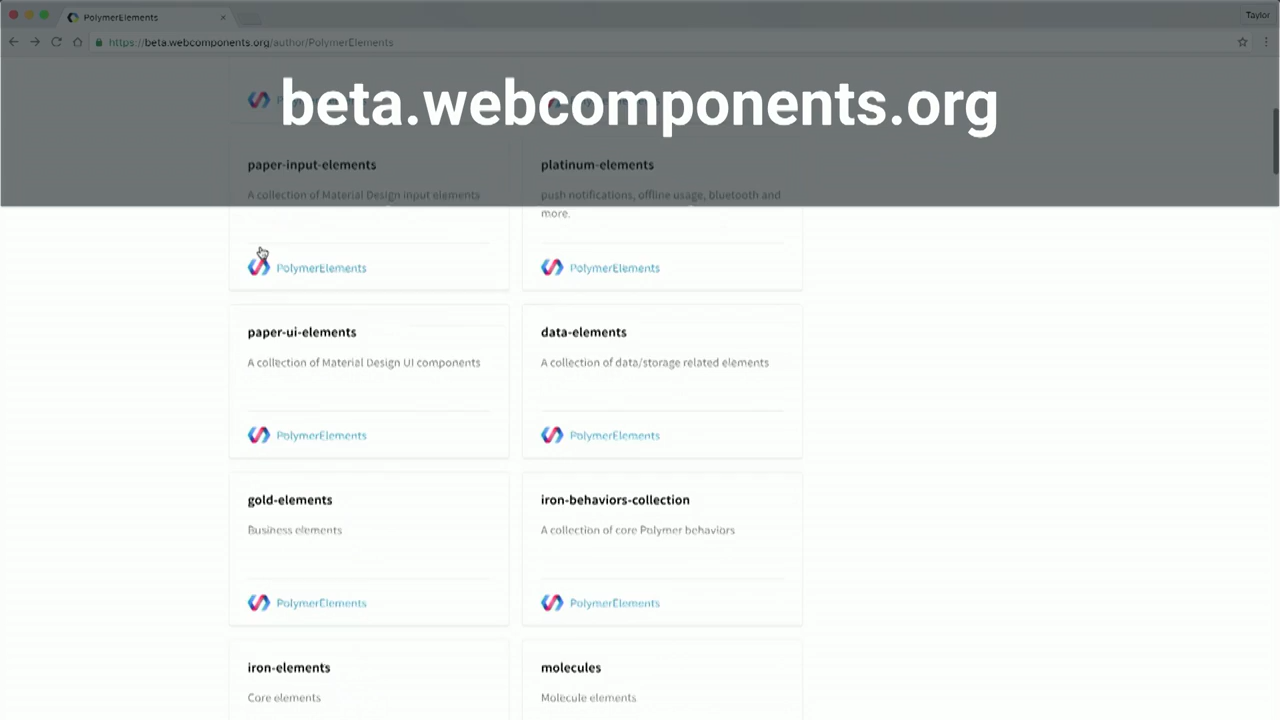 PolymerElements
Taylor
https://beta.webcomponents.org/author/PolymerElements
beta.webcomponents.org
paper-input-elements
A collection of Material Design input elements
PolymerElements
platinum-elements
push notifications, offline usage, bluetooth and
more.
PolymerElements
paper-ui-elements
A collection of Material Design UI components
PolymerElements
data-elements
A collection of data/storage related elements
PolymerElements
gold-elements
Business elements
PolymerElements
iron-behaviors-collection
A collection of core Polymer behaviors
PolymerElements
iron-elements
Core elements
molecules
Molecule elements